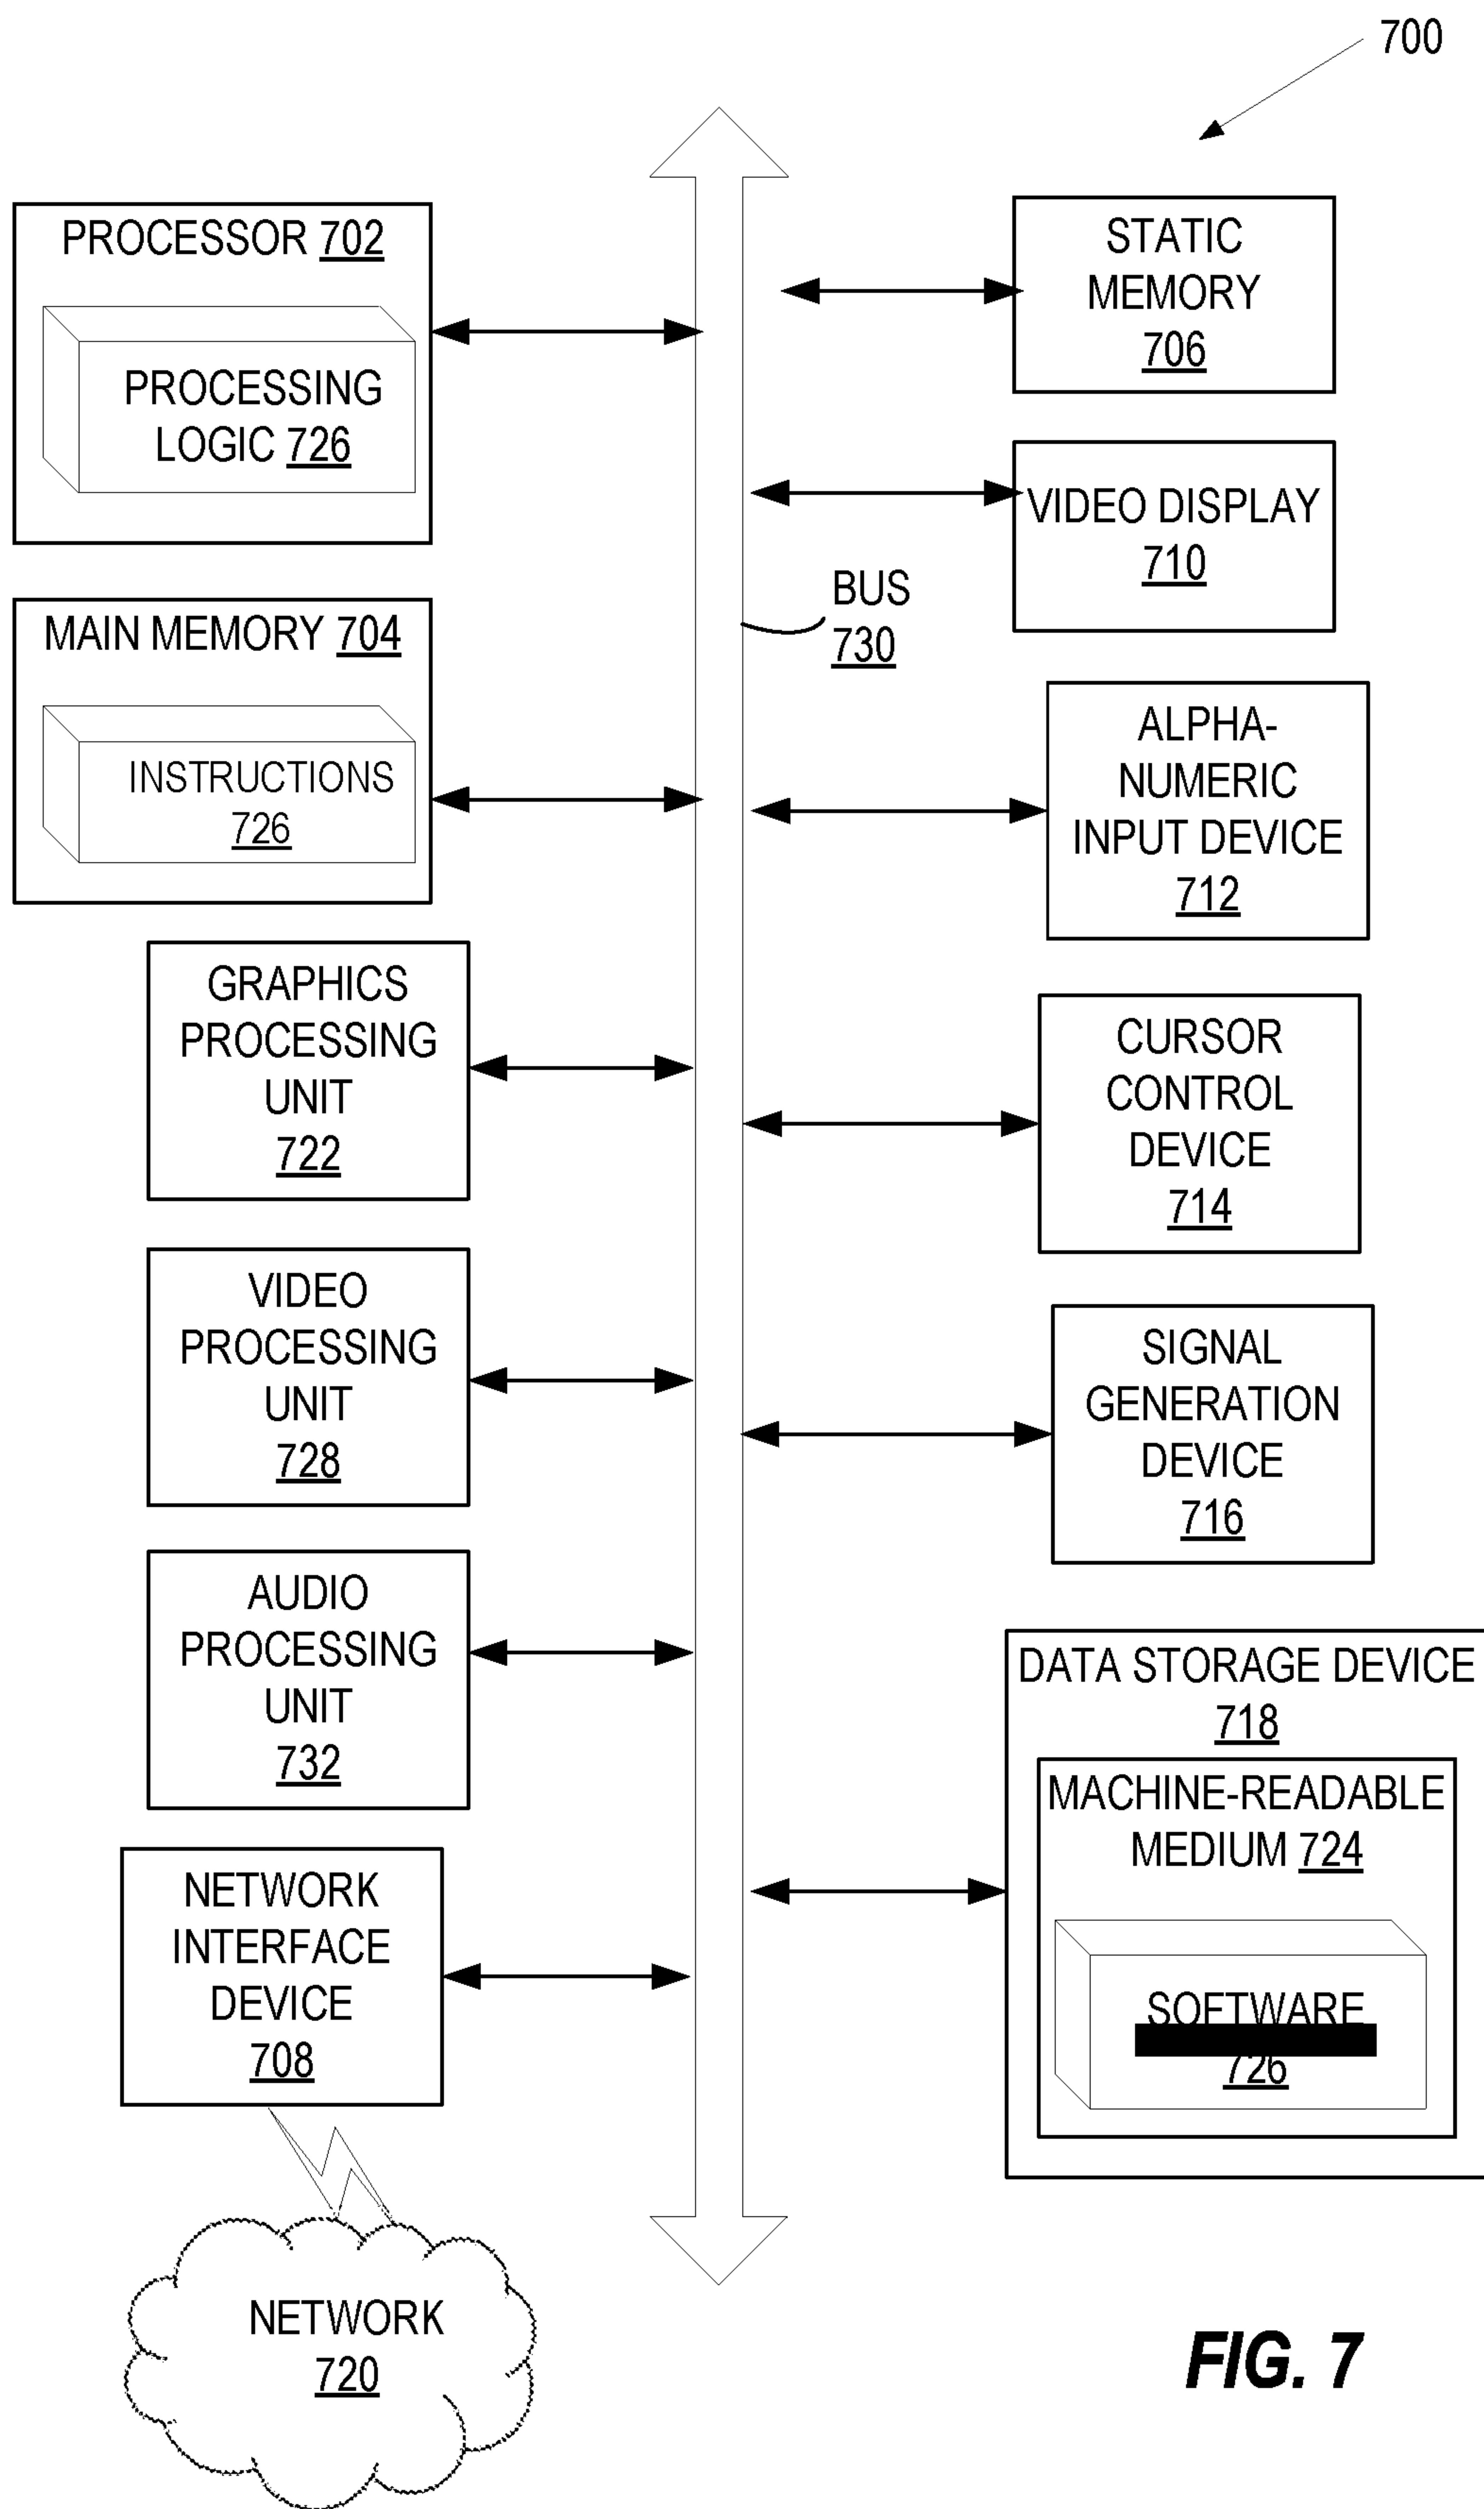 700
PROCESSOR 702
PROCESSING
LOGIC 726
MAIN MEMORY 704
INSTRUCTIONS
726
GRAPHICS
PROCESSING
UNIT
722
VIDEO
PROCESSING
UNIT
728
AUDIO
PROCESSING
UNIT
732
NETWORK
INTERFACE
DEVICE
708
NETWORK
720
BUS
730
STATIC
MEMORY
706
VIDEO DISPLAY
710
ALPHA-
NUMERIC
INPUT DEVICE
712
CURSOR
CONTROL
DEVICE
714
SIGNAL
GENERATION
DEVICE
716
DATA STORAGE DEVICE
718
MACHINE-READABLE
MEDIUM 724
SOFTWARE
726
FIG. 7